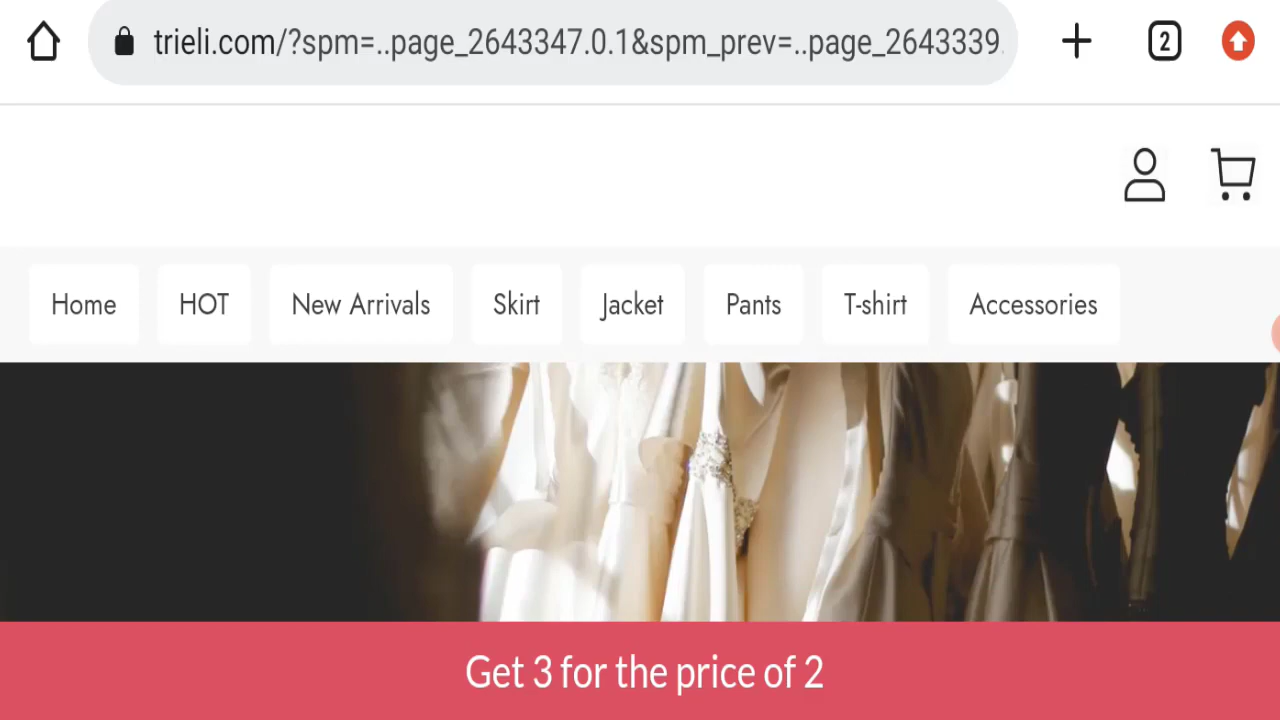 trieli.com/?spm=..page_2643347.0.1&spm_prev=..page_2643339.
2
Home HOT New Arrivals Skirt Jacket Pants T-shirt Accessories
Get 3 for the price of 2